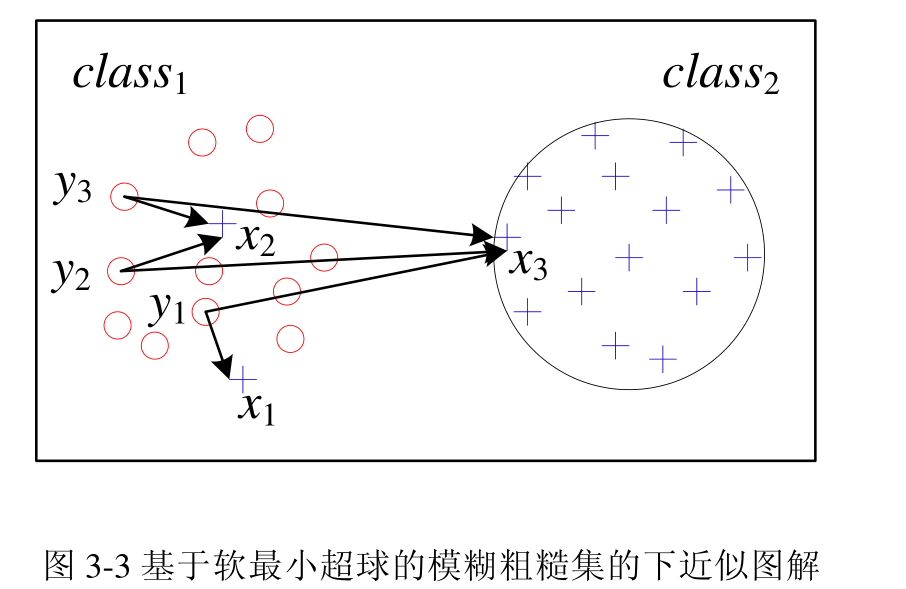 class₁ class₂
y₃
x₂
y₂ x₃
y₁
x₁
图 3-3 基于软最小超球的模糊粗糙集的下近似图解